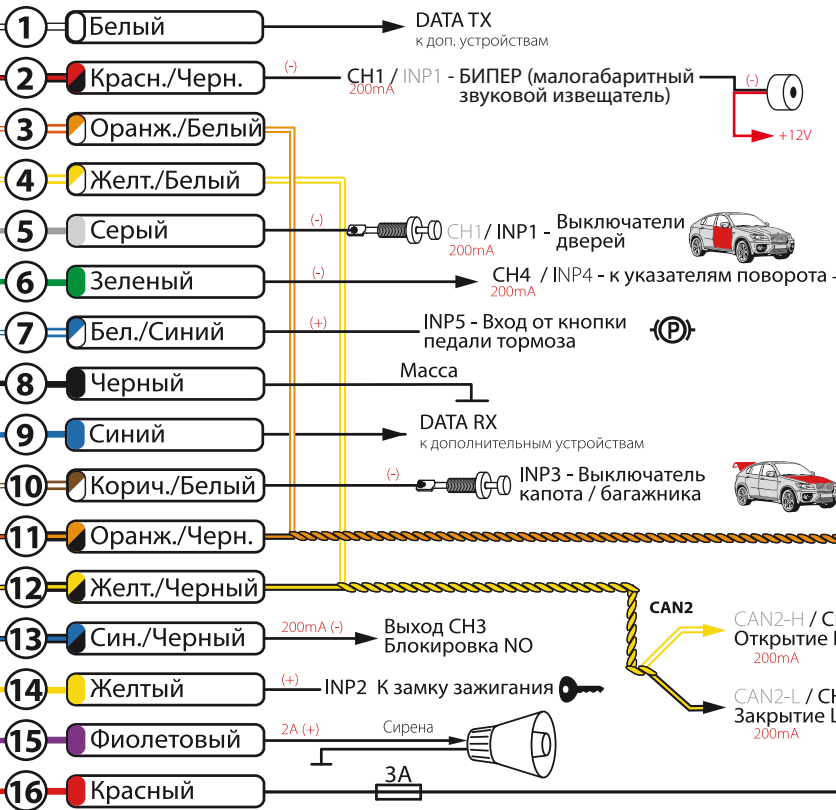 1 Белый DATA TX
к доп. устройствам
2 Красн./Черн. (-) CH1 / INP1 - БИПЕР (малогабаритный (-)
200mA звуковой извещатель)
3 Оранж./Белый +12V
4 Желт./Белый
5 Серый (-) CH1/ INP1 - Выключатели
200mA дверей
6 Зеленый (-) CH4 / INP4 - к указателям поворота -
200mA
7 Бел./Синий (+) INP5 - Вход от кнопки
педали тормоза (P)
8 Черный Масса
9 Синий DATA RX
к дополнительным устройствам
10 Корич./Белый (-) INP3 - Выключатель
капота / багажника
11 Оранж./Черн.
12 Желт./Черный
CAN2
CAN2-H /
Открытие
200mA
13 Син./Черный 200mA (-) Выход CH3
Блокировка NO
14 Желтый (+) INP2 К замку зажигания
CAN2-L / CH
Закрытие
200mA
15 Фиолетовый 2A (+) Сирена
16 Красный 3A